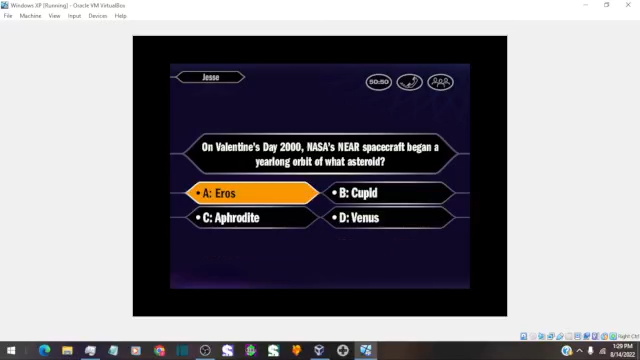 Windows XP [Running] - Oracle VM VirtualBox
File Machine View Input Devices Help
Jesse
50:50
On Valentine's Day 2000, NASA's NEAR spacecraft began a
yearlong orbit of what asteroid?
• A: Eros
• B: Cupid
• C: Aphrodite
• D: Venus
Right Ctrl
1:29 PM
8/14/2022